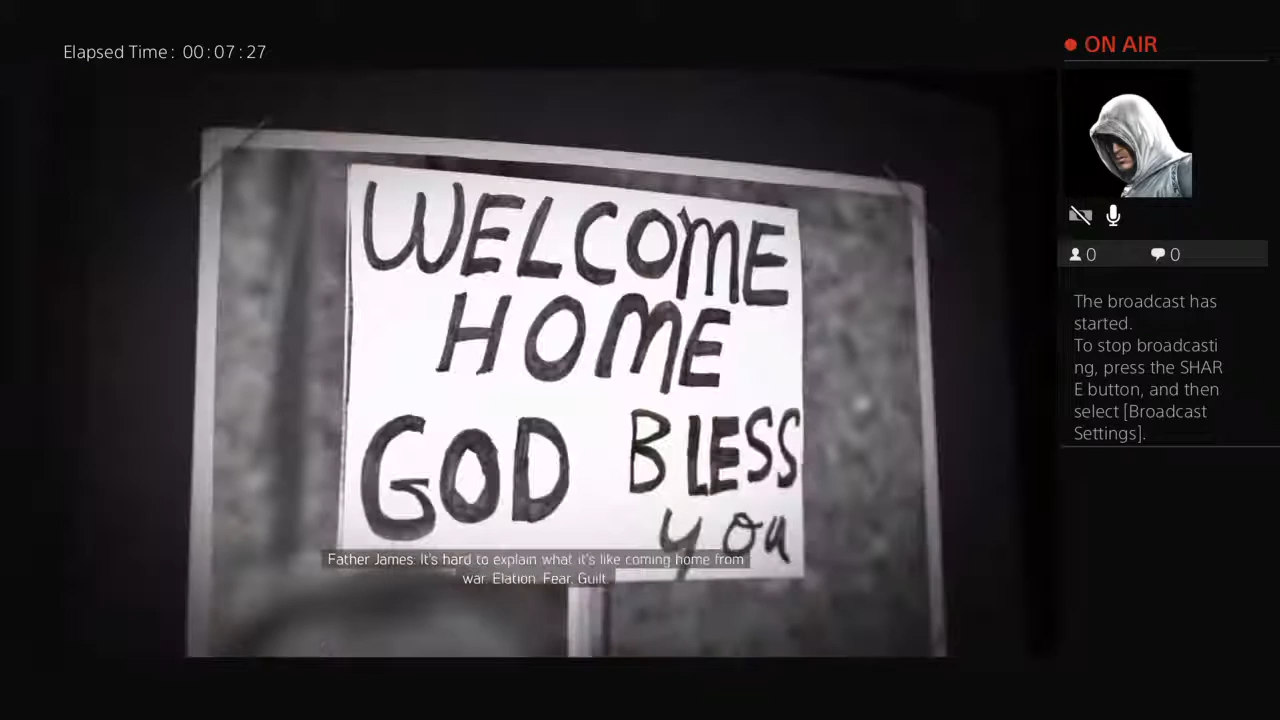 Elapsed Time: 00:07:27
ON AIR
WELCOME
HOME
GOD BLESS
you
Father James: It's hard to explain what it's like coming home from
war. Elation. Fear. Guilt.
0
0
The broadcast has
started.
To stop broadcasti
ng, press the SHAR
E button, and then
select [Broadcast
Settings].